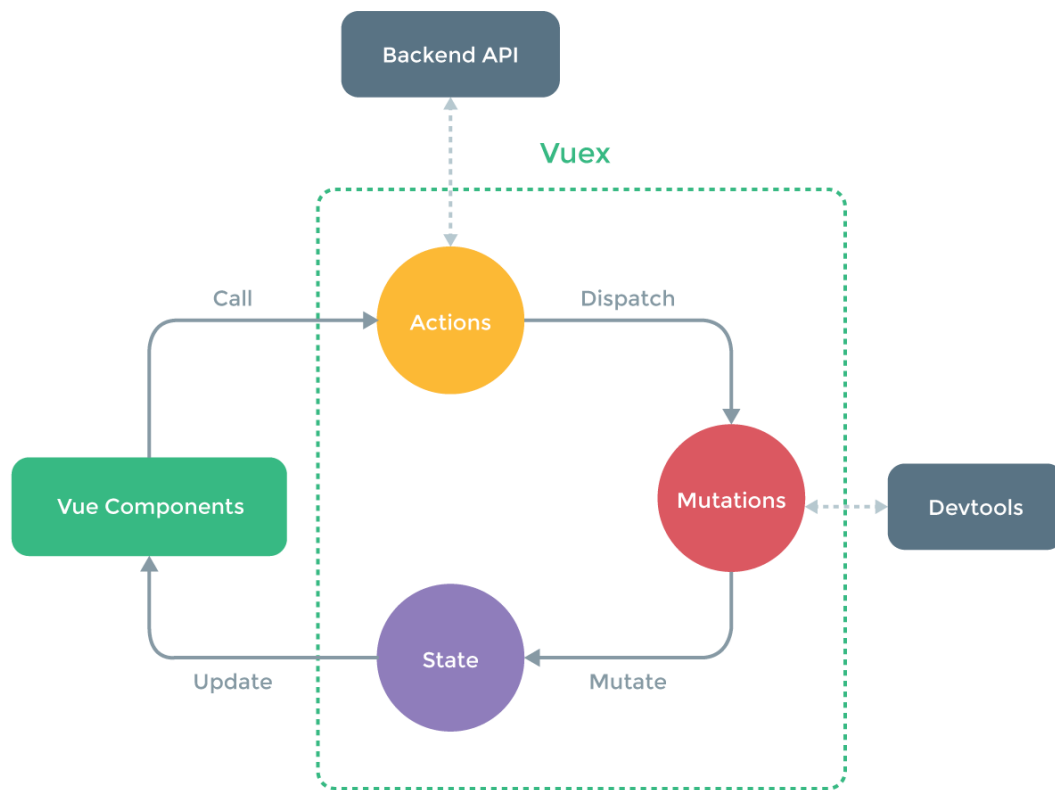 Backend API
Vuex
Call
Dispatch
Actions
Vue Components
Mutations
Devtools
State
Update
Mutate